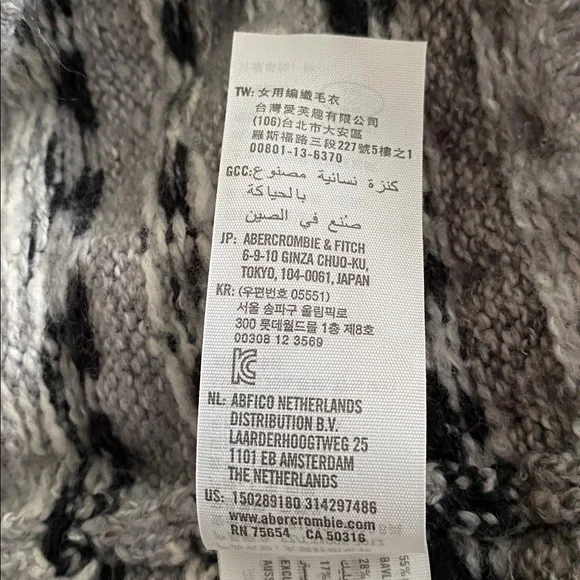 TW: 女用編織毛衣
台灣愛芙趣有限公司
(106)台北市大安區
羅斯福路三段227號5樓之1
00801-13-6370
GCC: كنزة نسائية مصنوع
بالحياكة
صُنع في الصين
JP: ABERCROMBIE & FITCH
6-9-10 GINZA CHUO-KU,
TOKYO, 104-0061, JAPAN
KR: (우편번호 05551)
서울 송파구 올림픽로
300 롯데월드몰 1층 제8호
00308 12 3569
KC
NL: ABFICO NETHERLANDS
DISTRIBUTION B.V.
LAARDERHOOGTWEG 25
1101 EB AMSTERDAM
THE NETHERLANDS
US: 150289180 314297486
www.abercrombie.com
RN 75654 CA 50316
55%
28%
17%